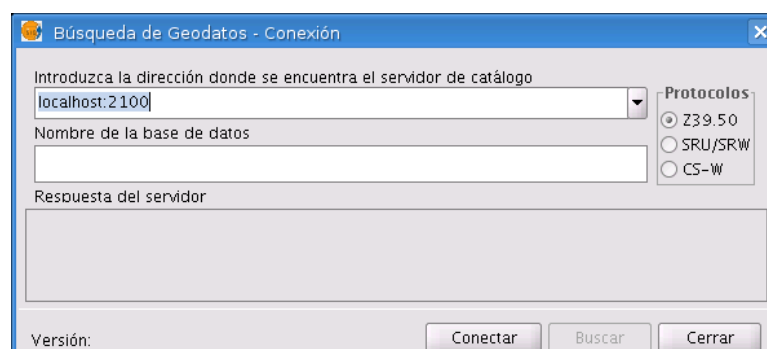 Búsqueda de Geodatos - Conexión
Introduzca la dirección donde se encuentra el servidor de catálogo
localhost:2100
Protocolos
Z39.50
SRU/SRW
CS-W
Nombre de la base de datos
Respuesta del servidor
Versión:
Conectar
Buscar
Cerrar